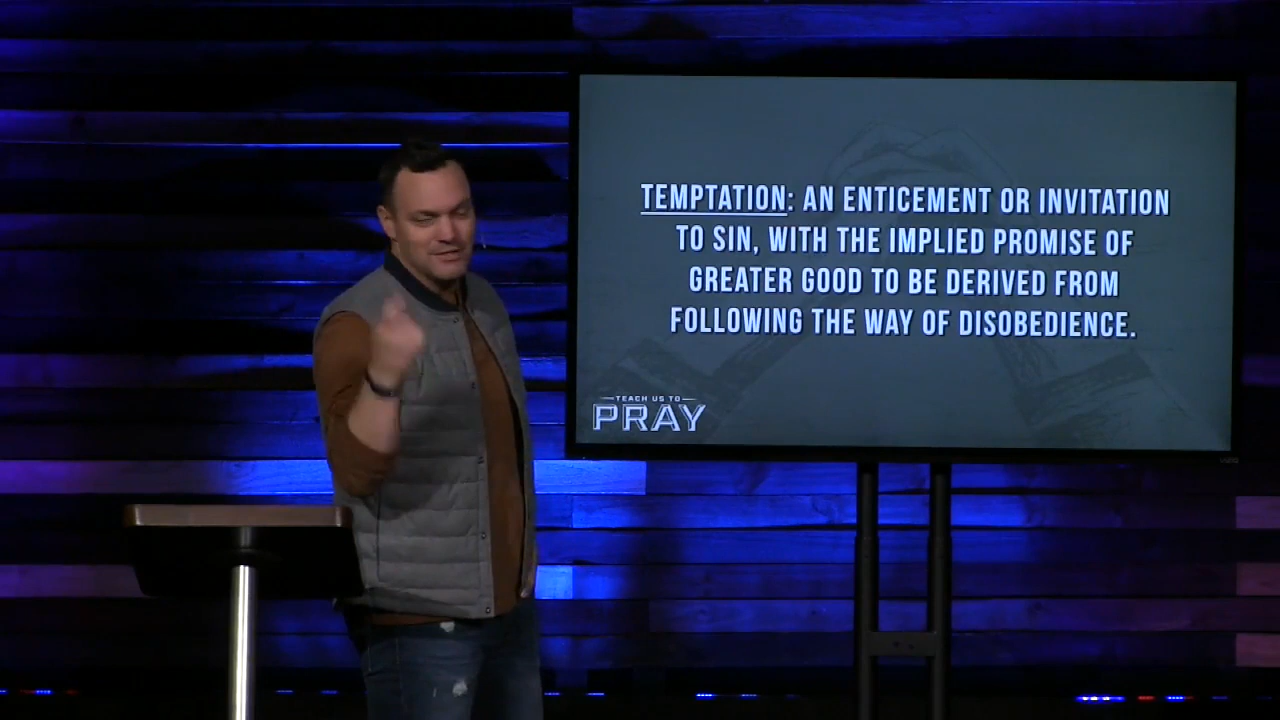 TEMPTATION: AN ENTICEMENT OR INVITATION
TO SIN, WITH THE IMPLIED PROMISE OF
GREATER GOOD TO BE DERIVED FROM
FOLLOWING THE WAY OF DISOBEDIENCE.
TEACH US TO
PRAY
VIZIO